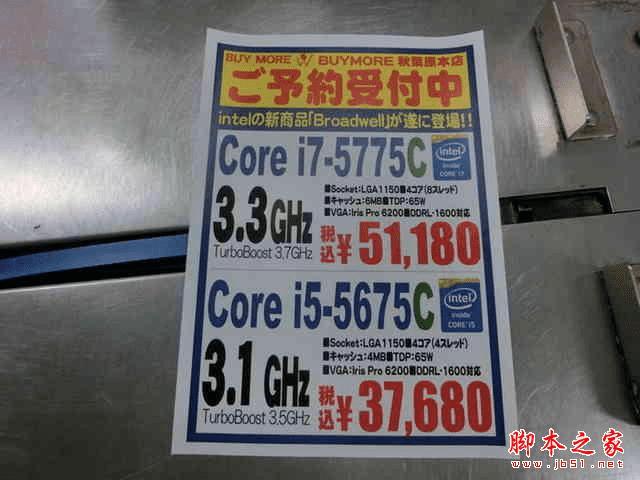 BUY MORE BUYMORE 秋葉原本店
ご予約受付中
intelの新商品「Broadwell」が遂に登場!!
Core i7-5775C
intel inside CORE i7
3.3GHz
TurboBoost 3.7GHz
■Socket:LGA1150■4コア(8スレッド)
■キャッシュ:6MB■TDP:65W
■VGA:Iris Pro 6200■DDRL-1600対応
税込¥51,180
Core i5-5675C
intel inside CORE i5
3.1GHz
TurboBoost 3.5GHz
■Socket:LGA1150■4コア(4スレッド)
■キャッシュ:4MB■TDP:65W
■VGA:Iris Pro 6200■DDRL-1600対応
税込¥37,680
脚本之家
www.jb51.net